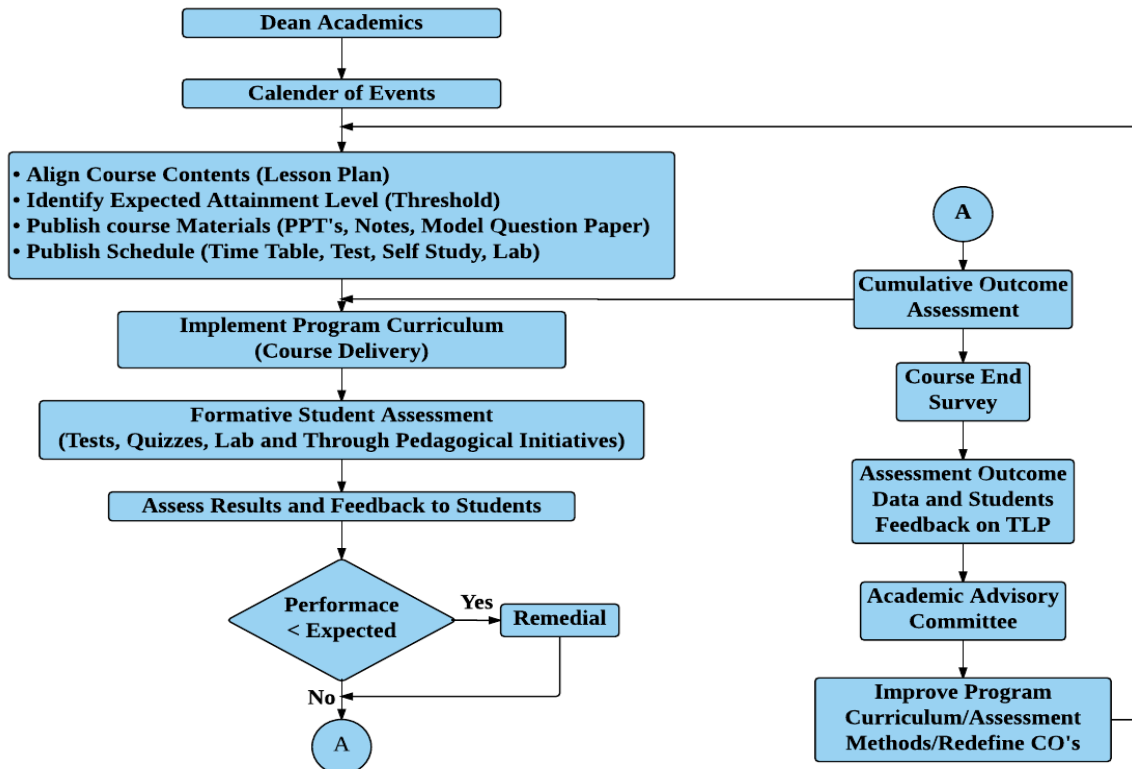 Dean Academics
Calender of Events
• Align Course Contents (Lesson Plan)
• Identify Expected Attainment Level (Threshold)
• Publish course Materials (PPT's, Notes, Model Question Paper)
• Publish Schedule (Time Table, Test, Self Study, Lab)
Implement Program Curriculum
(Course Delivery)
Formative Student Assessment
(Tests, Quizzes, Lab and Through Pedagogical Initiatives)
Assess Results and Feedback to Students
Performace
< Expected
Yes
Remedial
No
A
A
Cumulative Outcome
Assessment
Course End
Survey
Assessment Outcome
Data and Students
Feedback on TLP
Academic Advisory
Committee
Improve Program
Curriculum/Assessment
Methods/Redefine CO's